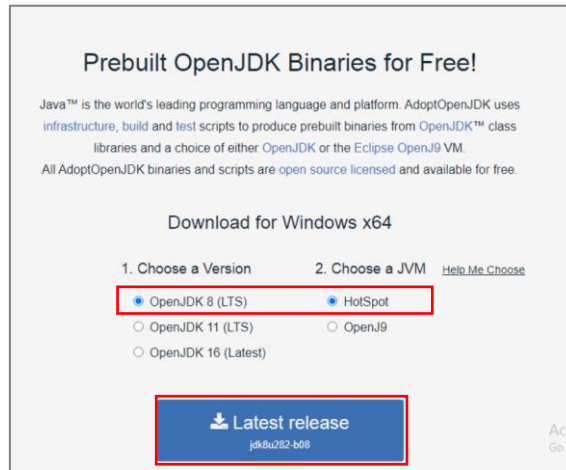 Prebuilt OpenJDK Binaries for Free!
Java™ is the world's leading programming language and platform. AdoptOpenJDK uses
infrastructure, build and test scripts to produce prebuilt binaries from OpenJDK™ class
libraries and a choice of either OpenJDK or the Eclipse OpenJ9 VM.
All AdoptOpenJDK binaries and scripts are open source licensed and available for free.
Download for Windows x64
1. Choose a Version 2. Choose a JVM Help Me Choose
OpenJDK 8 (LTS) HotSpot
OpenJDK 11 (LTS) OpenJ9
OpenJDK 16 (Latest)
Latest release
jdk8u282-b08
Ac
Go